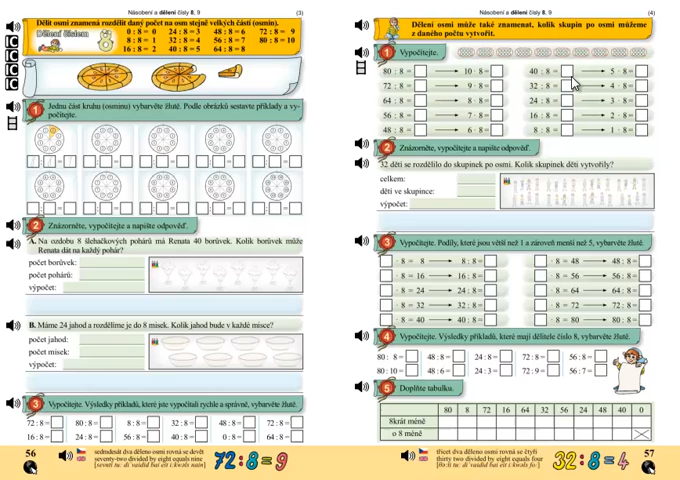 Násobení a dělení čísly 8, 9
(3)
Dělit osmi znamená rozdělit daný počet na osm stejně velkých částí (osmin).
Dělení číslem 8
0 : 8 = 0 24 : 8 = 3 48 : 8 = 6 72 : 8 = 9
8 : 8 = 1 32 : 8 = 4 56 : 8 = 7 80 : 8 = 10
16 : 8 = 2 40 : 8 = 5 64 : 8 = 8
1 Jednu část kruhu (osminu) vybarvěte žlutě. Podle obrázků sestavte příklady a vy-
počítejte.
2 Znázorněte, vypočítejte a napište odpověď.
A. Na ozdobu 8 šlehačkových pohárů má Renata 40 borůvek. Kolik borůvek může
Renata dát na každý pohár?
počet borůvek:
počet pohárů:
výpočet:
B. Máme 24 jahod a rozdělíme je do 8 misek. Kolik jahod bude v každé misce?
počet jahod:
počet misek:
výpočet:
3 Vypočítejte. Výsledky příkladů, které jste vypočítali rychle a správně, vybarvěte žlutě.
72 : 8 = 80 : 8 = 8 : 8 = 32 : 8 = 48 : 8 = 72 : 8 =
16 : 8 = 24 : 8 = 56 : 8 = 40 : 8 = 0 : 8 = 64 : 8 =
56
sedmdesát dva děleno osmi rovná se devět
seventy-two divided by eight equals nine
72 : 8 = 9
Násobení a dělení čísly 8, 9
(4)
Dělení osmi může také znamenat, kolik skupin po osmi můžeme
z daného počtu vytvořit.
1 Vypočítejte.
80 : 8 = 10 · 8 = 40 : 8 = 5 · 8 =
72 : 8 = 9 · 8 = 32 : 8 = 4 · 8 =
64 : 8 = 8 · 8 = 24 : 8 = 3 · 8 =
56 : 8 = 7 · 8 = 16 : 8 = 2 · 8 =
48 : 8 = 6 · 8 = 8 : 8 = 1 · 8 =
2 Znázorněte, vypočítejte a napište odpověď.
32 dětí se rozdělilo do skupinek po osmi. Kolik skupinek děti vytvořily?
celkem:
dětí ve skupince:
výpočet:
3 Vypočítejte. Podíly, které jsou větší než 1 a zároveň menší než 5, vybarvěte žlutě.
· 8 = 8 8 : 8 = · 8 = 48 48 : 8 =
· 8 = 16 16 : 8 = · 8 = 56 56 : 8 =
· 8 = 24 24 : 8 = · 8 = 64 64 : 8 =
· 8 = 32 32 : 8 = · 8 = 72 72 : 8 =
· 8 = 40 40 : 8 = · 8 = 80 80 : 8 =
4 Vypočítejte. Výsledky příkladů, které mají dělitele číslo 8, vybarvěte žlutě.
80 : 8 = 48 : 8 = 24 : 8 = 72 : 8 = 56 : 8 =
80 : 10 = 48 : 6 = 24 : 3 = 72 : 9 = 56 : 7 =
5 Doplňte tabulku.
80 8 72 16 64 32 56 24 48 40 0
8krát méně
o 8 méně
třicet dva děleno osmi rovná se čtyři
thirty two divided by eight equals four
32 : 8 = 4
57